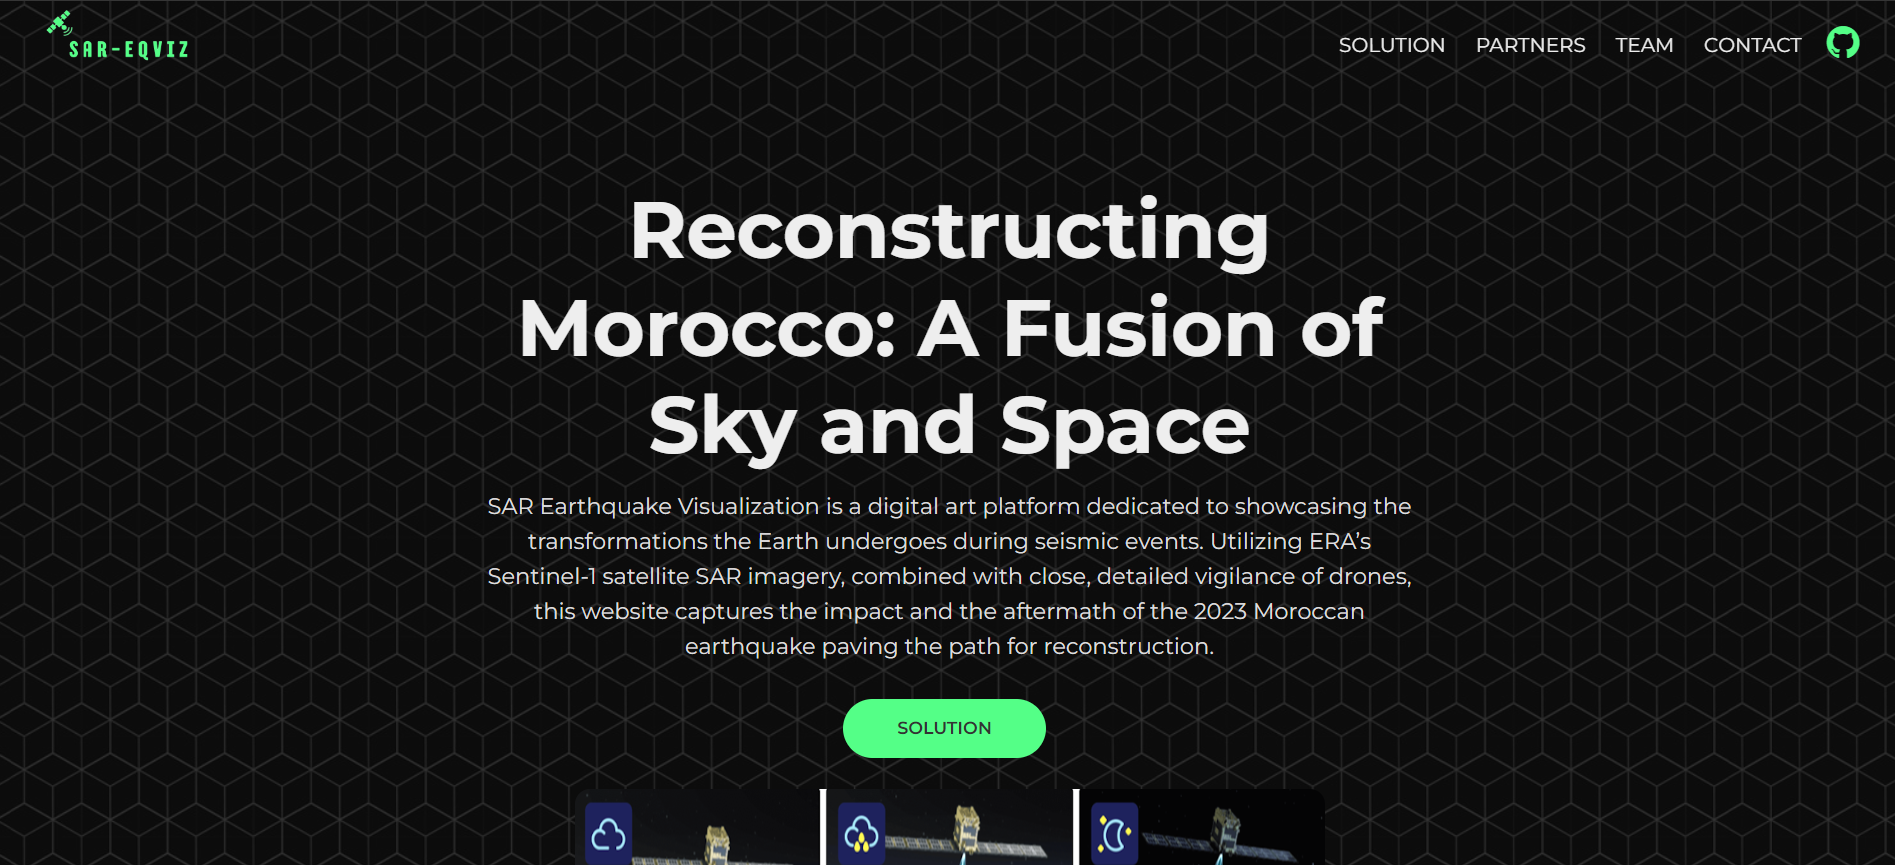 SAR-EQVIZ
SOLUTION PARTNERS TEAM CONTACT
Reconstructing
Morocco: A Fusion of
Sky and Space
SAR Earthquake Visualization is a digital art platform dedicated to showcasing the
transformations the Earth undergoes during seismic events. Utilizing ERA’s
Sentinel-1 satellite SAR imagery, combined with close, detailed vigilance of drones,
this website captures the impact and the aftermath of the 2023 Moroccan
earthquake paving the path for reconstruction.
SOLUTION